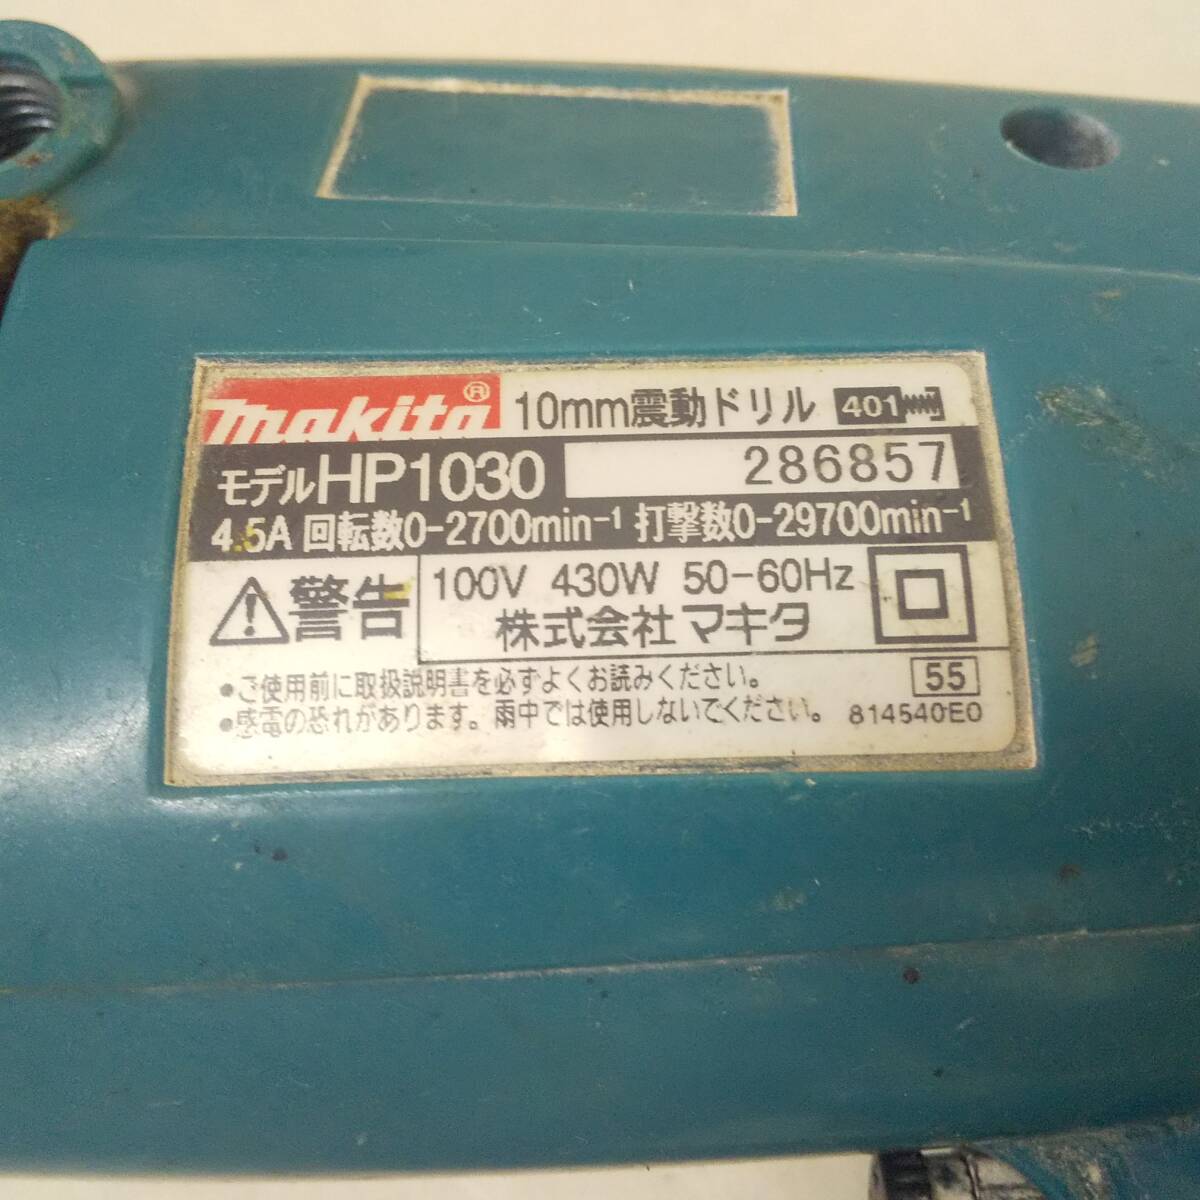 makita® 10mm震動ドリル 401
モデルHP1030 286857
4.5A 回転数0-2700min⁻¹ 打撃数0-29700min⁻¹
警告 100V 430W 50-60Hz
株式会社マキタ
•ご使用前に取扱説明書を必ずよくお読みください。 55
•感電の恐れがあります。雨中では使用しないでください。 814540E0